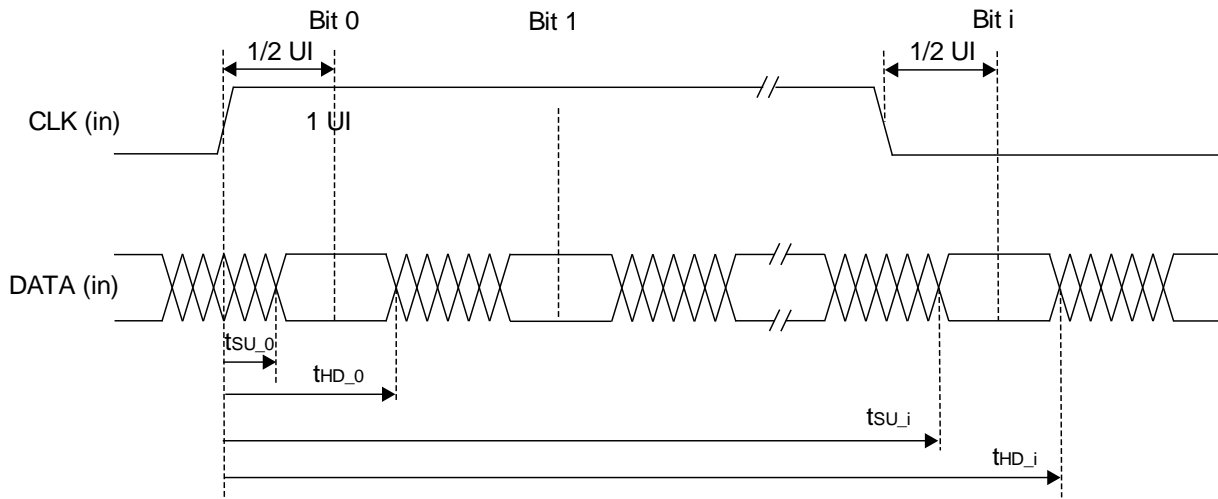 Bit 0
Bit 1
Bit i
1/2 UI
1/2 UI
CLK (in)
1 UI
DATA (in)
tSU_0
tHD_0
tSU_i
tHD_i